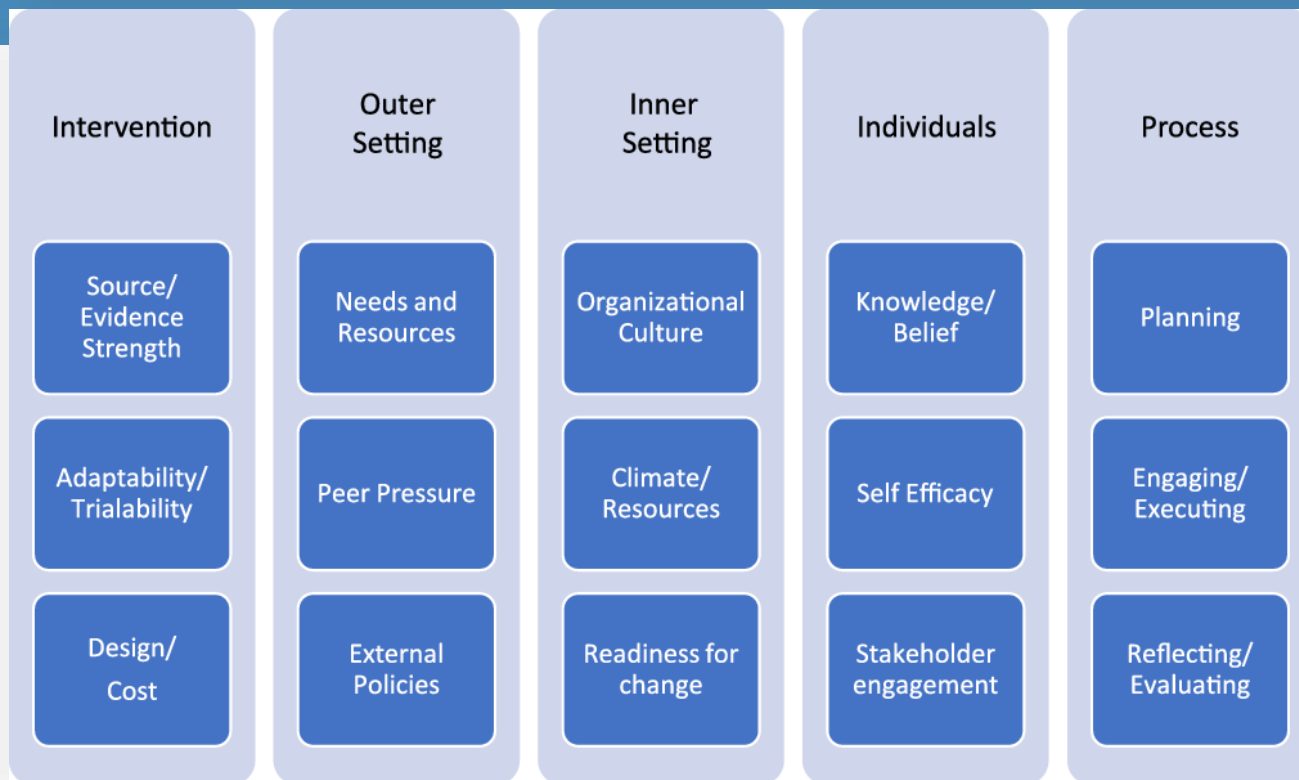 Intervention
Source/
Evidence
Strength
Adaptability/
Trialability
Design/
Cost
Outer
Setting
Needs and
Resources
Peer Pressure
External
Policies
Inner
Setting
Organizational
Culture
Climate/
Resources
Readiness for
change
Individuals
Knowledge/
Belief
Self Efficacy
Stakeholder
engagement
Process
Planning
Engaging/
Executing
Reflecting/
Evaluating